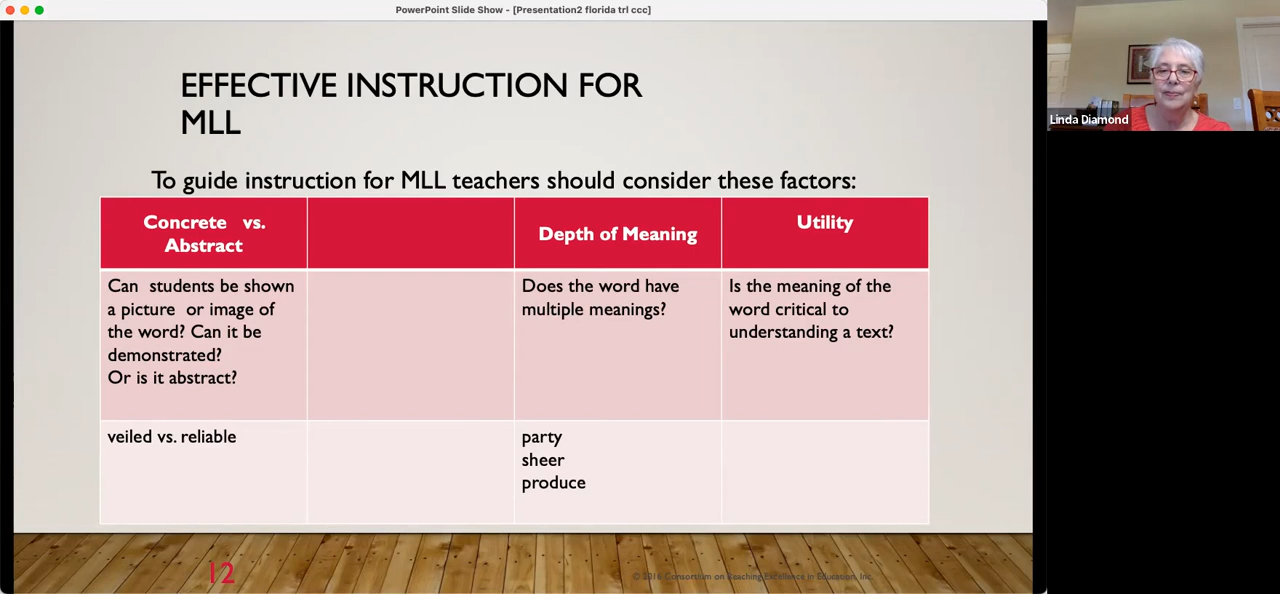 PowerPoint Slide Show - [Presentation2 florida trl ccc]
Linda Diamond
EFFECTIVE INSTRUCTION FOR
MLL
To guide instruction for MLL teachers should consider these factors:
Concrete vs.
Abstract
Depth of Meaning
Utility
Can students be shown
a picture or image of
the word? Can it be
demonstrated?
Or is it abstract?
Does the word have
multiple meanings?
Is the meaning of the
word critical to
understanding a text?
veiled vs. reliable
party
sheer
produce
12
© 2016 Consortium on Reaching Excellence in Education, Inc.